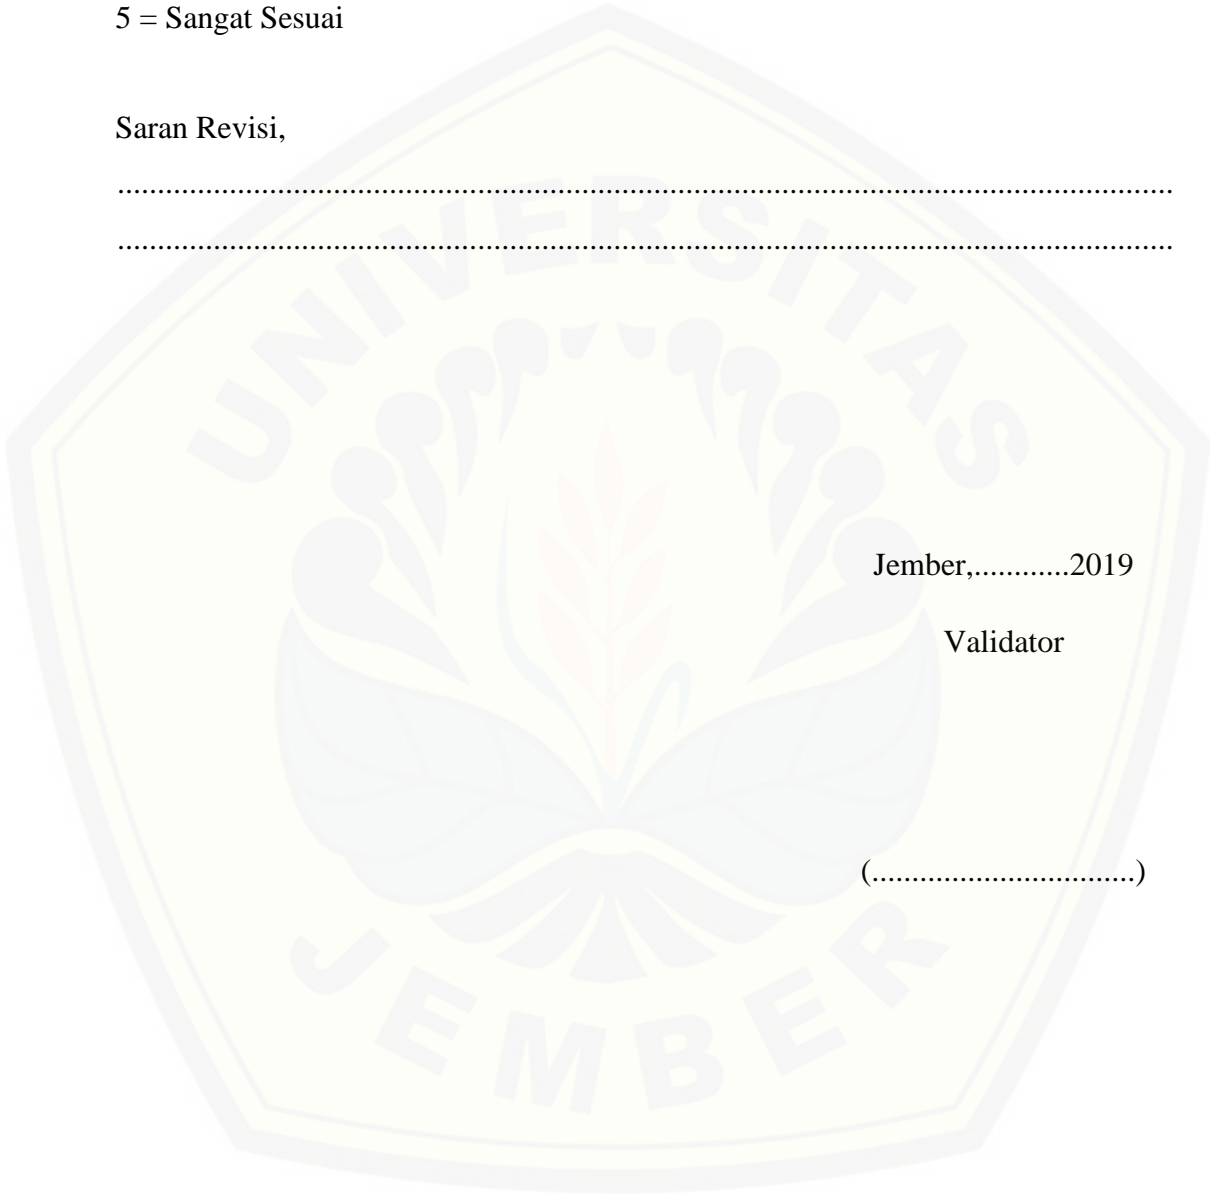 5 = Sangat Sesuai
Saran Revisi,
....................................................................................................................................
....................................................................................................................................
UNIVERSITAS
Jember,............2019
Validator
(.................................)
JEMBER